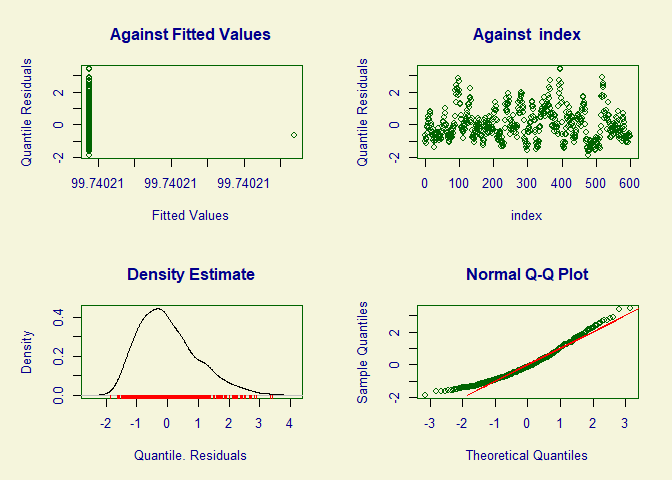 Against Fitted Values
Quantile Residuals
-2 0 2
99.74021 99.74021 99.74021
Fitted Values
Against index
Quantile Residuals
-2 0 2
0 100 200 300 400 500 600
index
Density Estimate
Density
0.0 0.2 0.4
-2 -1 0 1 2 3 4
Quantile. Residuals
Normal Q-Q Plot
Sample Quantiles
-2 0 2
-3 -2 -1 0 1 2 3
Theoretical Quantiles